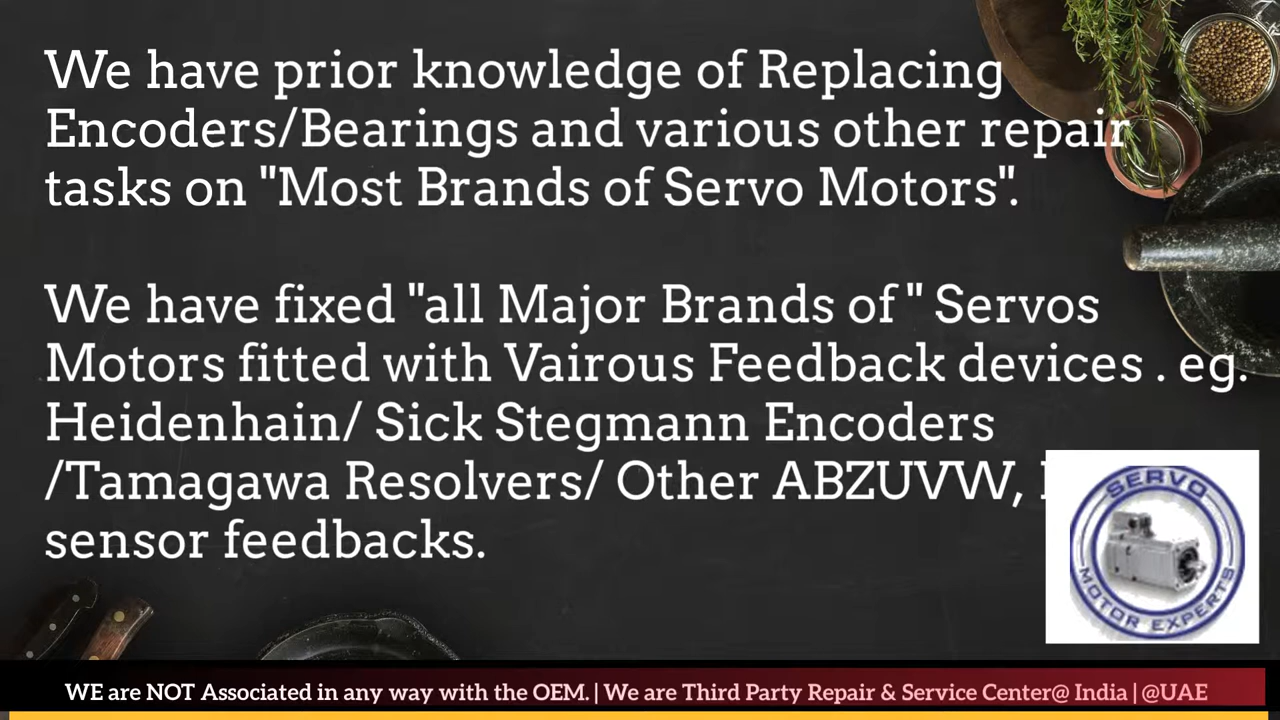 We have prior knowledge of Replacing
Encoders/Bearings and various other repair
tasks on "Most Brands of Servo Motors".
We have fixed "all Major Brands of " Servos
Motors fitted with Vairous Feedback devices . eg.
Heidenhain/ Sick Stegmann Encoders
/Tamagawa Resolvers/ Other ABZUVW,
sensor feedbacks.
SERVO
MOTOR EXPERTS
WE are NOT Associated in any way with the OEM. | We are Third Party Repair & Service Center@ India | @UAE